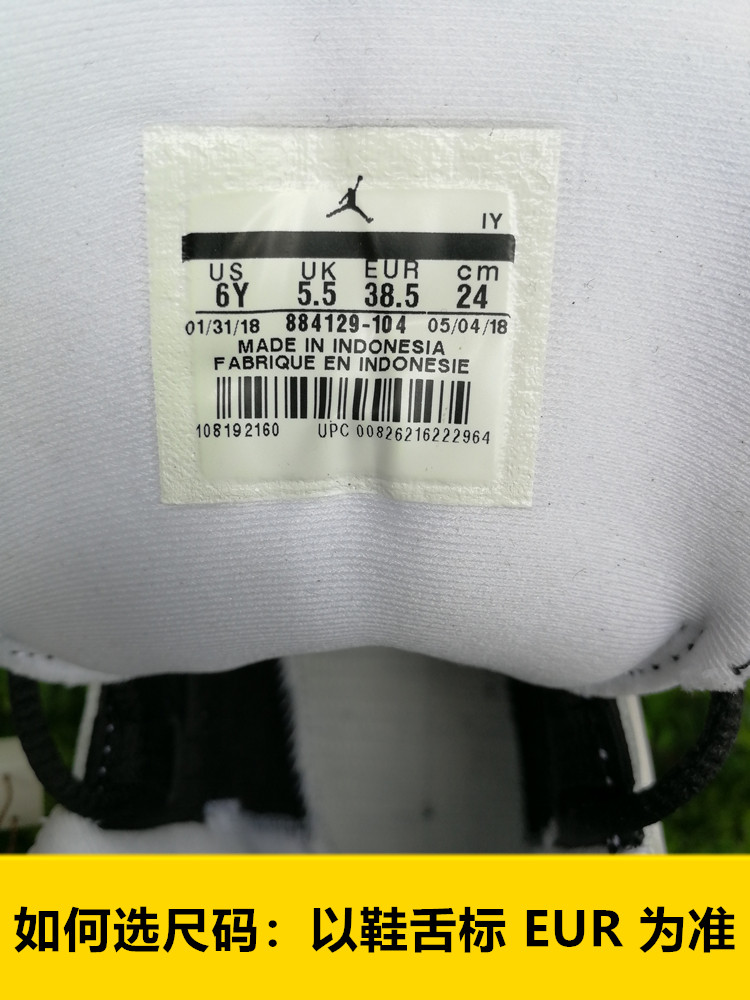 IY
US UK EUR cm
6Y 5.5 38.5 24
01/31/18 884129-104 05/04/18
MADE IN INDONESIA
FABRIQUE EN INDONESIE
108192160 UPC 00826216222964
如何选尺码：以鞋舌标 EUR 为准